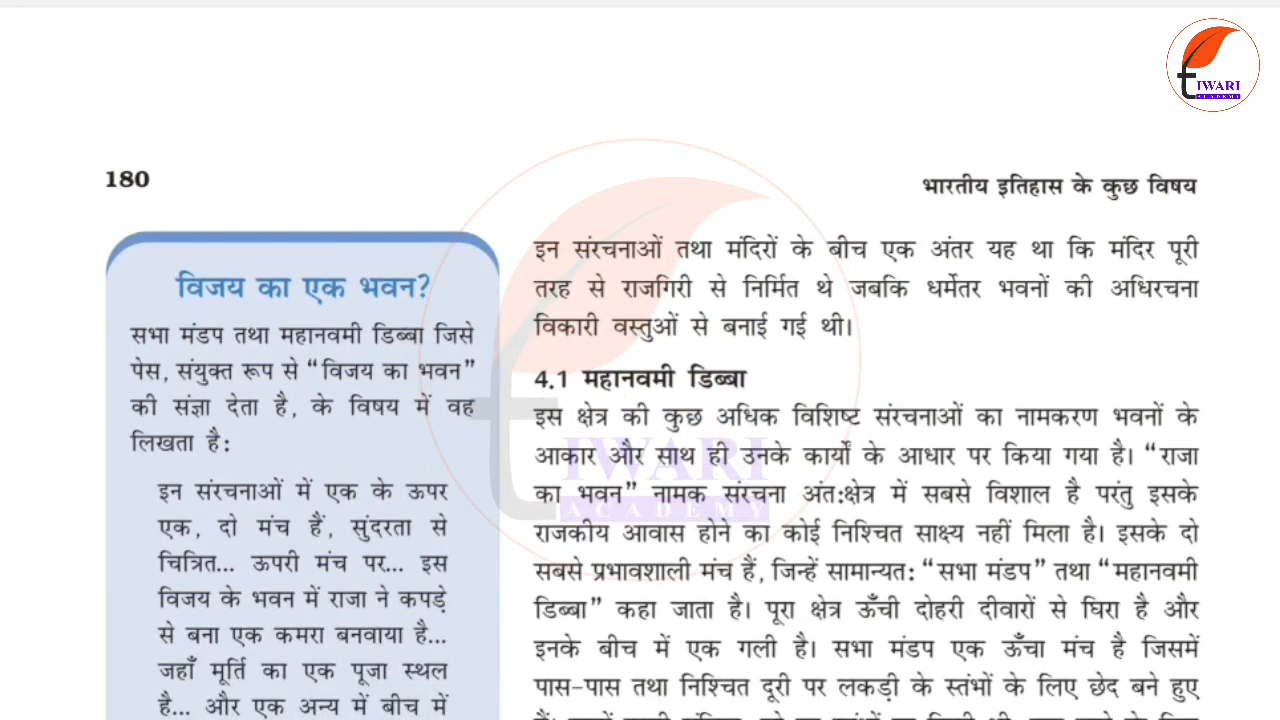 TIWARI
ACADEMY
180
भारतीय इतिहास के कुछ विषय
विजय का एक भवन?
सभा मंडप तथा महानवमी डिब्बा जिसे
पेस, संयुक्त रूप से “विजय का भवन”
की संज्ञा देता है, के विषय में वह
लिखता है:
इन संरचनाओं में एक के ऊपर
एक, दो मंच हैं, सुंदरता से
चित्रित... ऊपरी मंच पर... इस
विजय के भवन में राजा ने कपड़े
से बना एक कमरा बनवाया है...
जहाँ मूर्ति का एक पूजा स्थल
है... और एक अन्य में बीच में
इन संरचनाओं तथा मंदिरों के बीच एक अंतर यह था कि मंदिर पूरी
तरह से राजगिरी से निर्मित थे जबकि धर्मेतर भवनों की अधिरचना
विकारी वस्तुओं से बनाई गई थी।
4.1 महानवमी डिब्बा
इस क्षेत्र की कुछ अधिक विशिष्ट संरचनाओं का नामकरण भवनों के
आकार और साथ ही उनके कार्यों के आधार पर किया गया है। “राजा
का भवन” नामक संरचना अंत:क्षेत्र में सबसे विशाल है परंतु इसके
राजकीय आवास होने का कोई निश्चित साक्ष्य नहीं मिला है। इसके दो
सबसे प्रभावशाली मंच हैं, जिन्हें सामान्यत: “सभा मंडप” तथा “महानवमी
डिब्बा” कहा जाता है। पूरा क्षेत्र ऊँची दोहरी दीवारों से घिरा है और
इनके बीच में एक गली है। सभा मंडप एक ऊँचा मंच है जिसमें
पास-पास तथा निश्चित दूरी पर लकड़ी के स्तंभों के लिए छेद बने हुए
TIWARI
ACADEMY